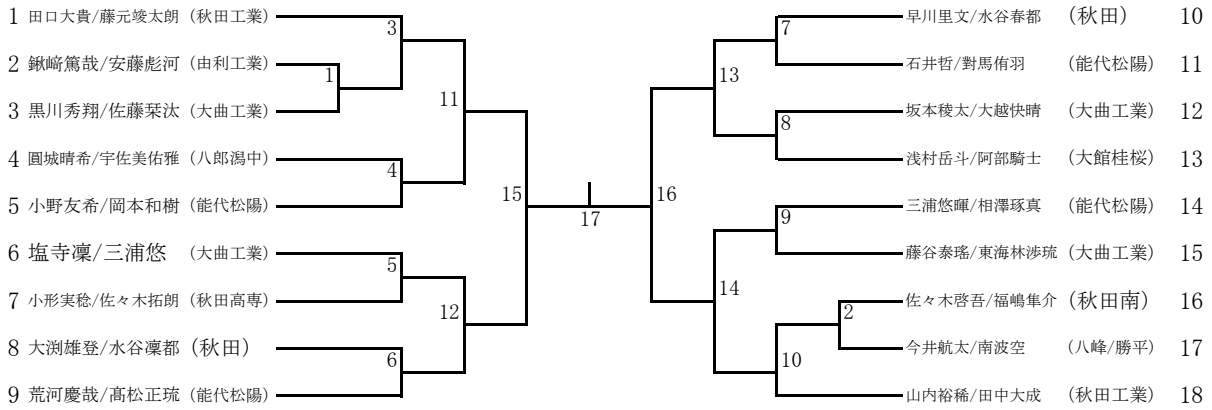 1 田口大貴/藤元竣太朗 (秋田工業)
2 鍬﨑篤哉/安藤彪河 (由利工業)
3 黒川秀翔/佐藤栞汰 (大曲工業)
4 圓城晴希/宇佐美佑雅 (八郎潟中)
5 小野友希/岡本和樹 (能代松陽)
6 塩寺凜/三浦悠 (大曲工業)
7 小形実稔/佐々木拓朗 (秋田高専)
8 大渕雄登/水谷凜都 (秋田)
9 荒河慶哉/髙松正琉 (能代松陽)
3
1
11
4
15
5
12
6
17
16
7
13
8
9
14
2
10
早川里文/水谷春都 (秋田) 10
石井哲/對馬侑羽 (能代松陽) 11
坂本稜太/大越快晴 (大曲工業) 12
浅村岳斗/阿部騎士 (大館桂桜) 13
三浦悠暉/相澤琢真 (能代松陽) 14
藤谷泰瑤/東海林渉琉 (大曲工業) 15
佐々木啓吾/福嶋隼介 (秋田南) 16
今井航太/南波空 (八峰/勝平) 17
山内裕稀/田中大成 (秋田工業) 18